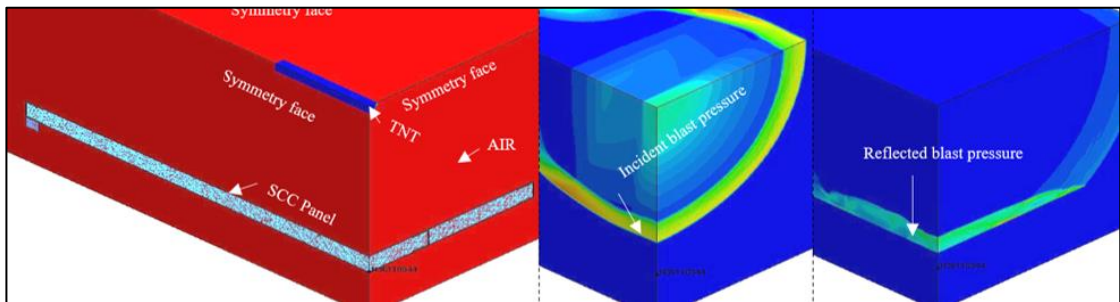 Symmetry face
Symmetry face
Symmetry face
TNT
AIR
SCC Panel
Incident blast pressure
Reflected blast pressure